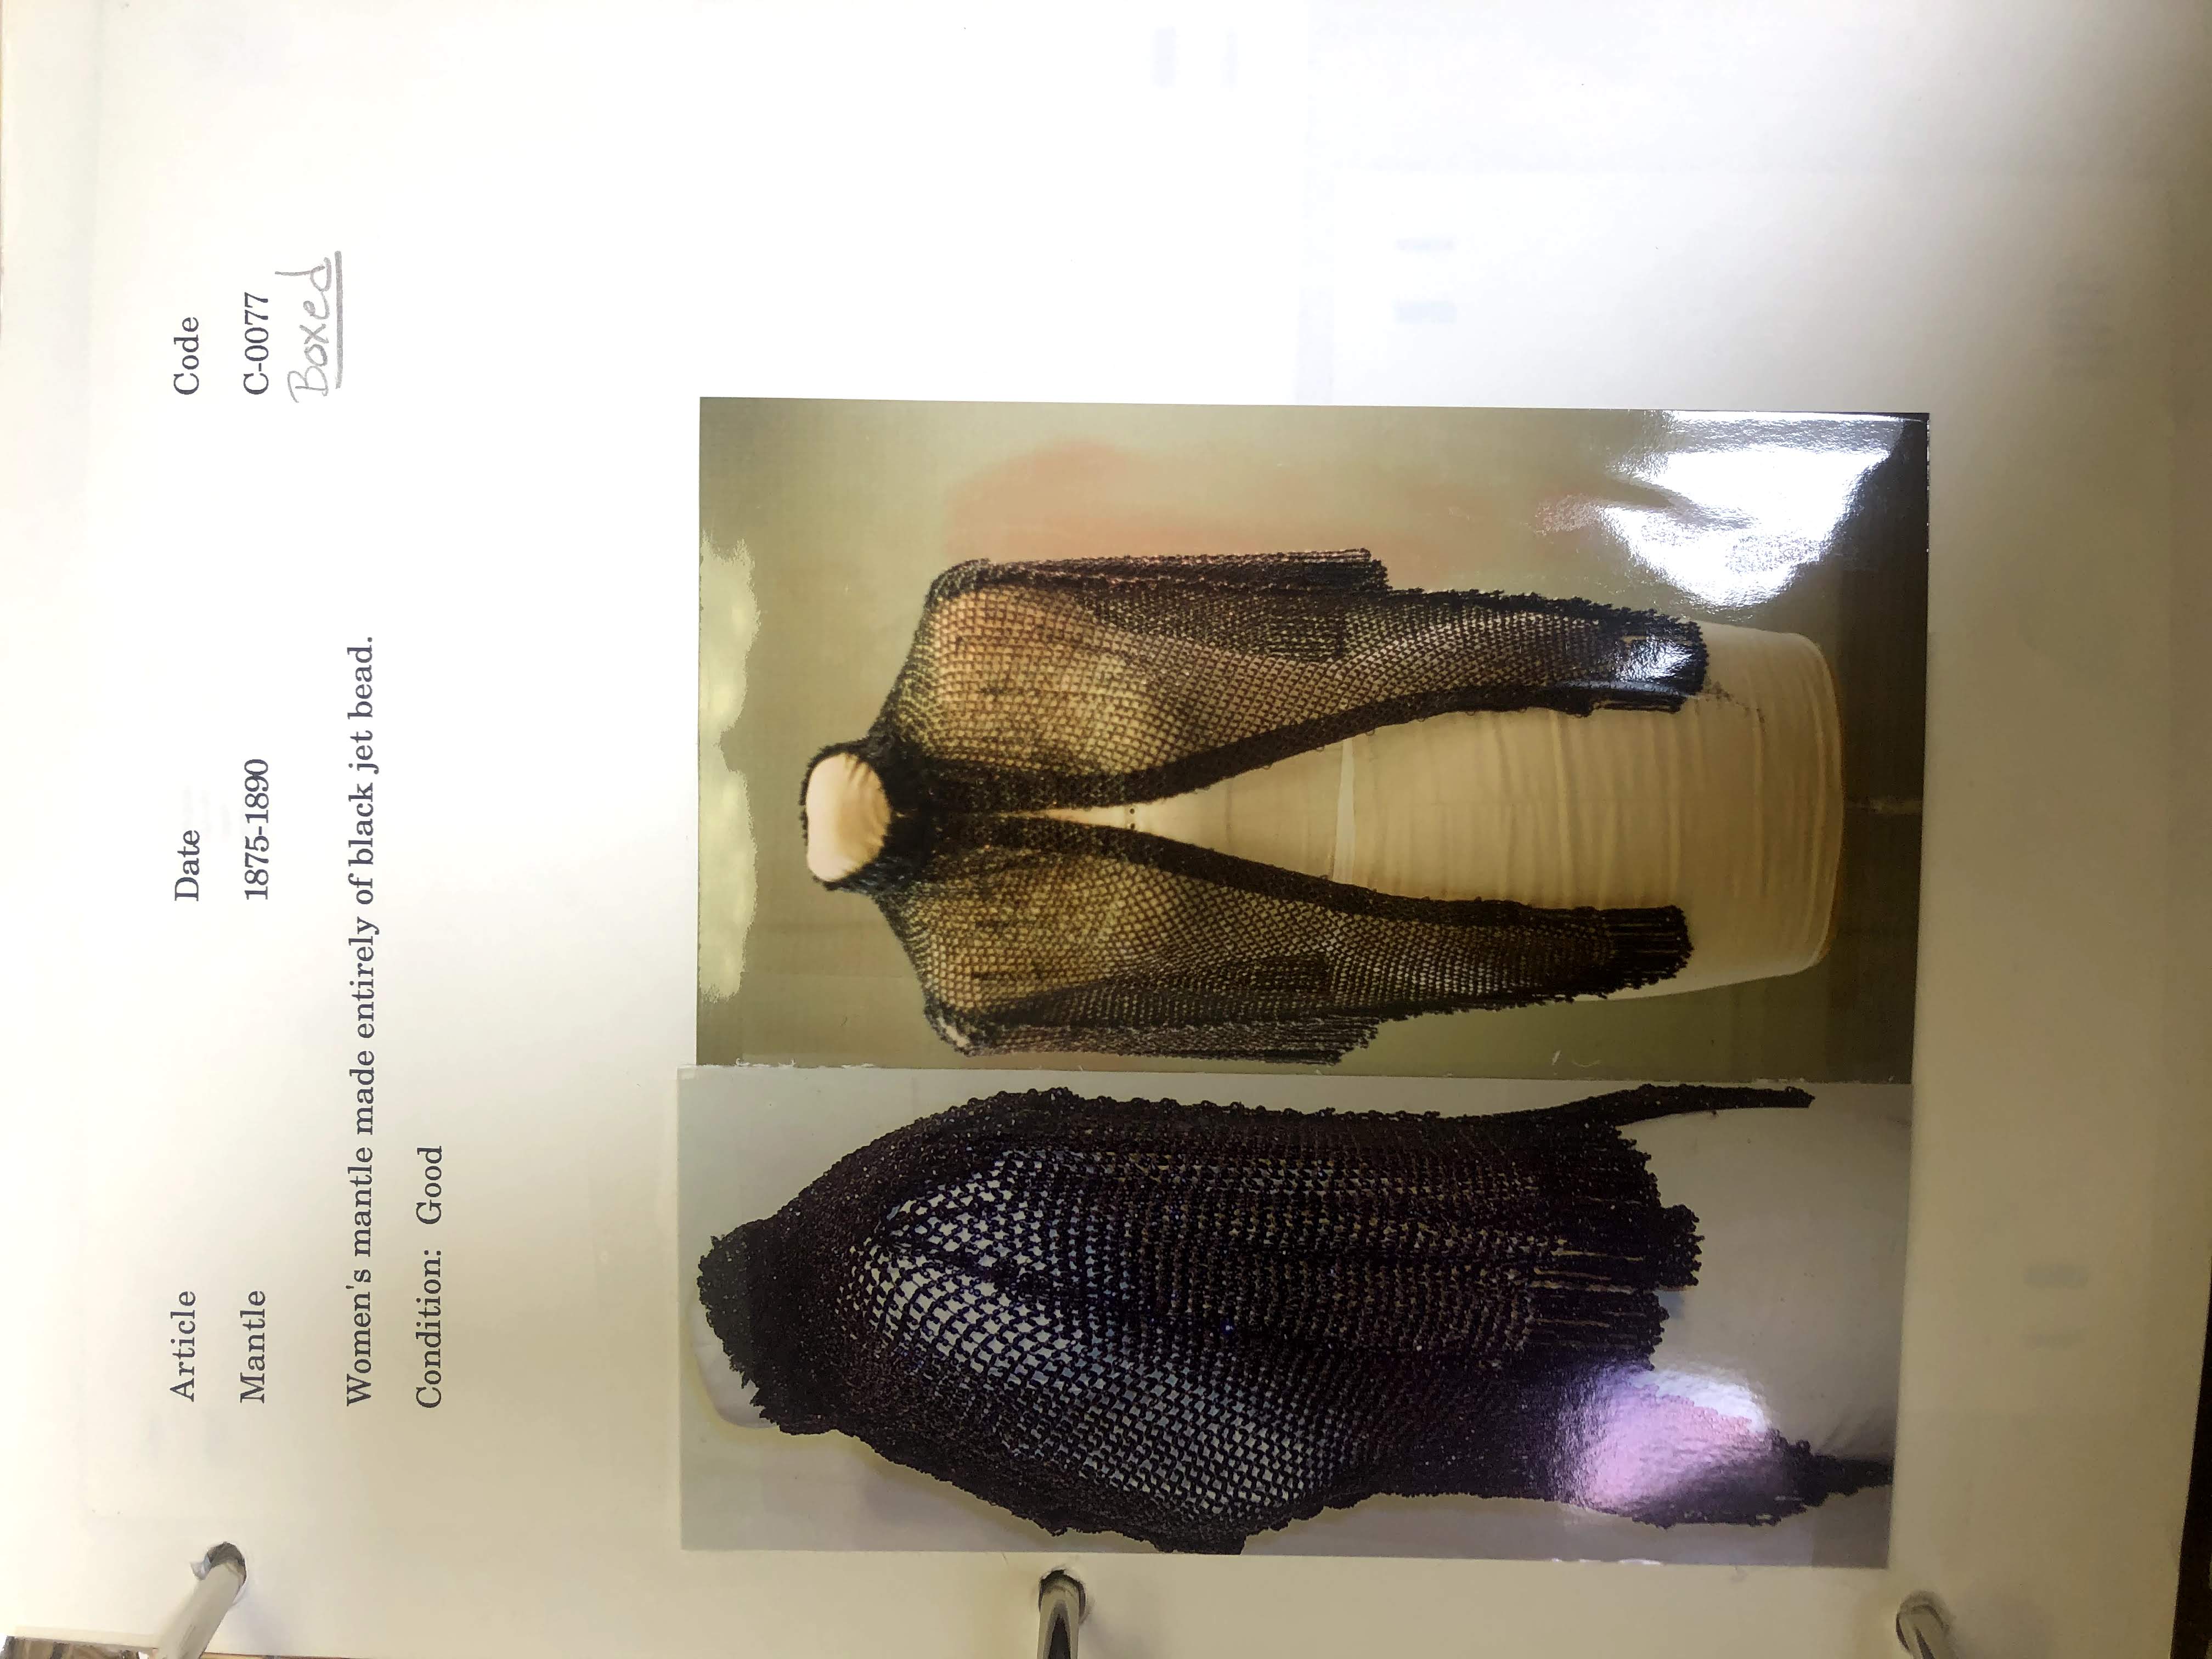 Article Date Code
Mantle 1875-1890 C-0077
Boxed
Women's mantle made entirely of black jet bead.
Condition: Good